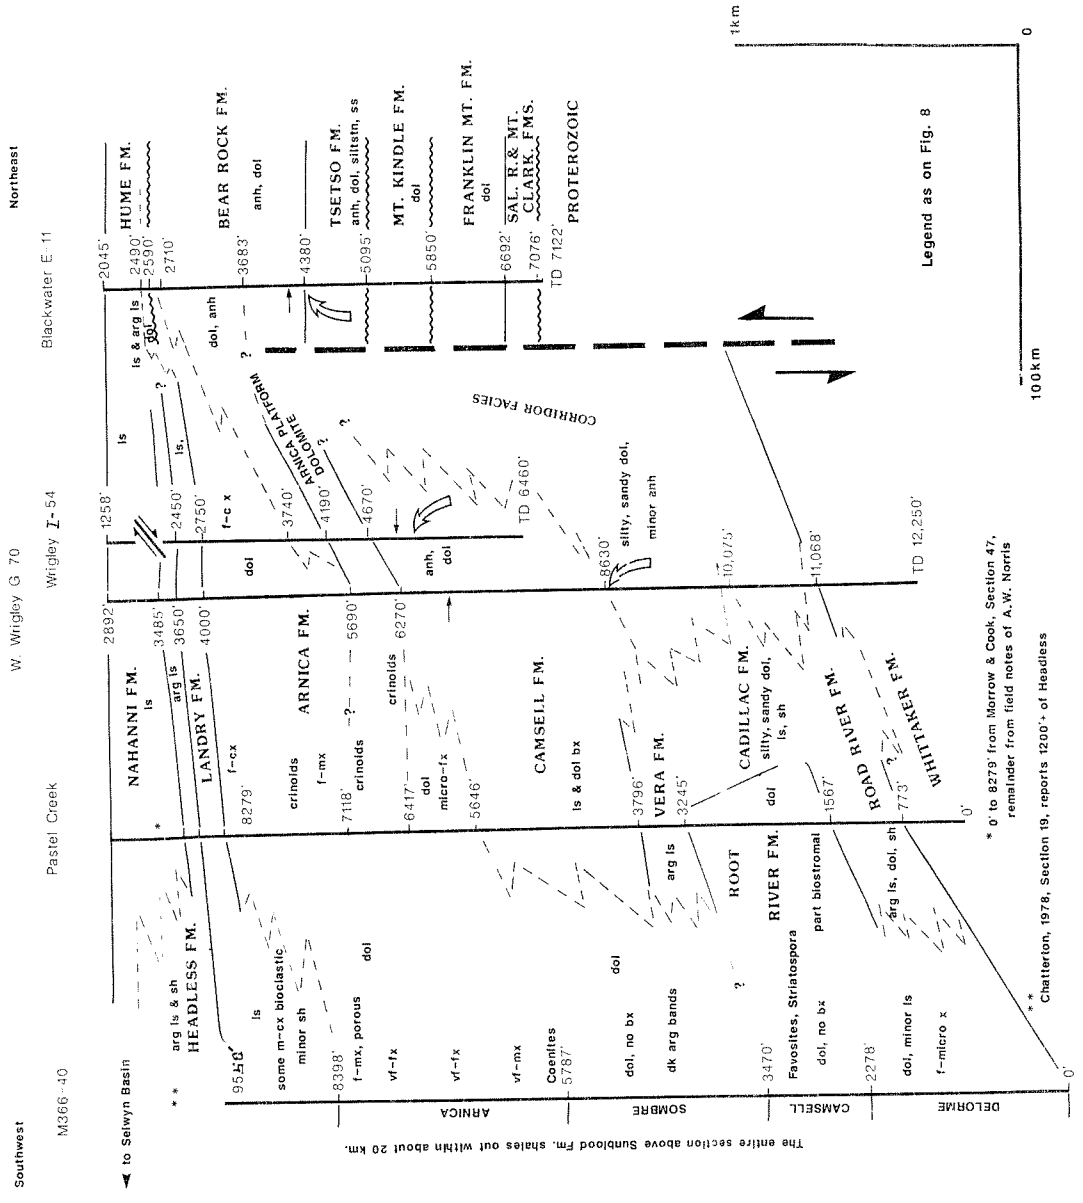 Southwest
Northeast
M366-40
Pastel Creek
W. Wrigley G 70
Wrigley I-54
Blackwater E-11
to Selwyn Basin
The entire section above Sunblood Fm. shales out within about 20 km.
* *
8398'
5787'
3470'
2278'
0'
ARNICA
SOMBRE
CAMSELL
DELORME
arg ls & sh
HEADLESS FM.
ls
some m-cx bioclastic
minor sh
f-mx, porous
dol
vf-fx
vf-fx
vf-mx
Coenites
dol
dol, no bx
dk arg bands
?
Favosites, Striatospora
dol, no bx
part biostromal
dol, minor ls
f-micro x
*
8279'
7118'
6417'
5646'
3796'
3245'
1567'
773'
0'
arg ls
ROOT
RIVER FM.
arg ls, dol, sh
NAHANNI FM.
ls
arg ls
LANDRY FM.
f-cx
crinoids
ARNICA FM.
f-mx
?
crinoids
crinoids
dol
micro-fx
CAMSELL FM.
ls & dol bx
VERA FM.
CADILLAC FM.
silty, sandy dol,
ls, sh
dol
ROAD RIVER FM.
?
WHITTAKER FM.
2892'
3485'
3650'
4000'
5690'
6270'
8630'
10,075'
11,068'
TD 12,250'
dol
anh,
dol
silty, sandy dol,
minor anh
1258'
2450'
2750'
3740'
4190'
4670'
TD 6460'
f-c x
ls
?
ls,
ARNICA PLATFORM
DOLOMITE
?
?
CORRIDOR FACIES
ls & arg ls
dol
dol, anh
?
2045'
2490'
2590'
2710'
3683'
4380'
5095'
5850'
6692'
7076'
TD 7122'
HUME FM.
BEAR ROCK FM.
anh, dol
TSETSO FM.
anh, dol, siltstn, ss
MT. KINDLE FM.
dol
FRANKLIN MT. FM.
dol
SAL. R. & MT.
CLARK. FMS.
PROTEROZOIC
Legend as on Fig. 8
1km
0
100km
* 0' to 8279' from Morrow & Cook, Section 47,
remainder from field notes of A.W. Norris
* *
Chatterton, 1978, Section 19, reports 1200'+ of Headless